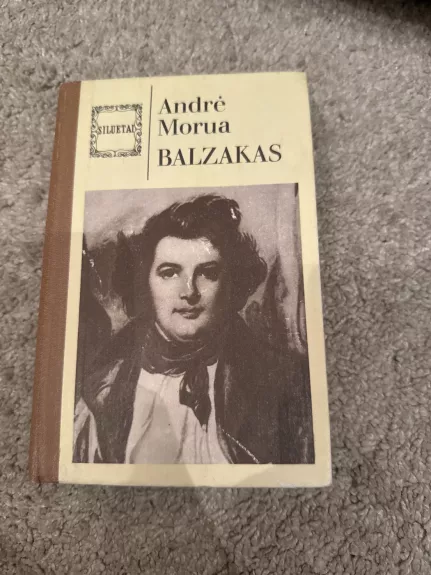 SILUETAI
André
Morua
BALZAKAS